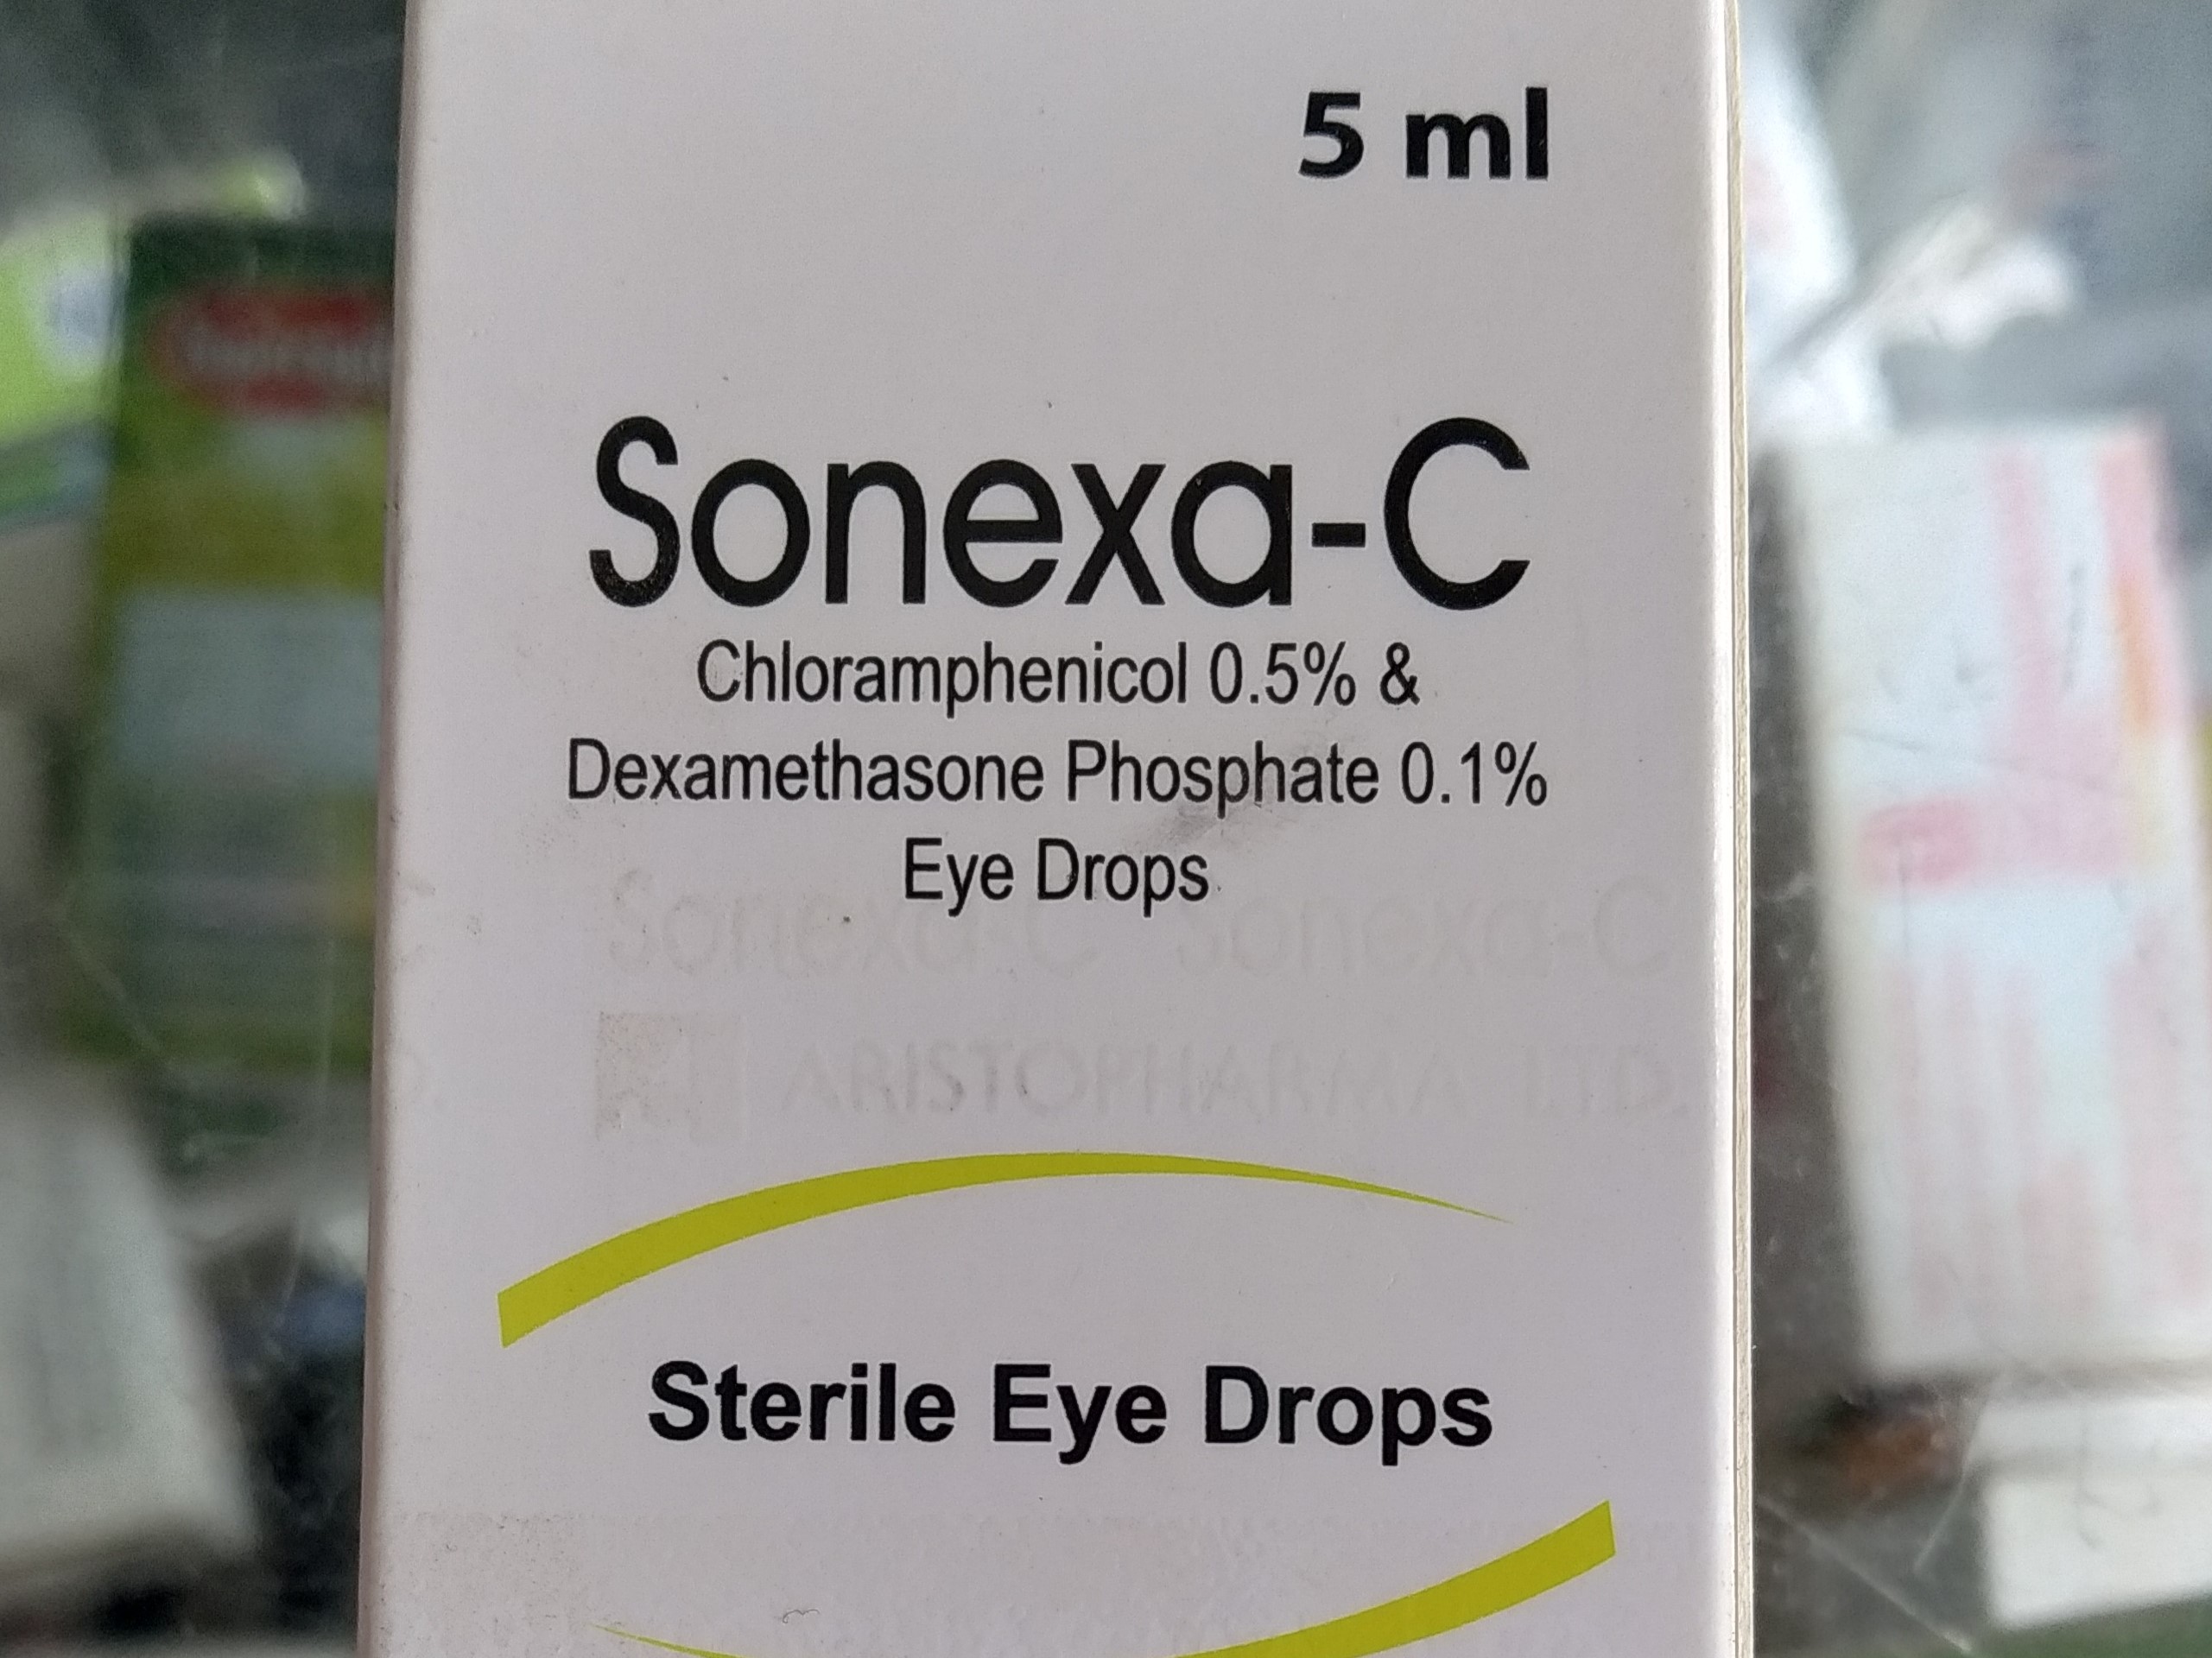 5 ml
Sonexa-C
Chloramphenicol 0.5% &
Dexamethasone Phosphate 0.1%
Eye Drops
Sonexa-C Sonexa-C
ARISTOPHARMA LTD.
Sterile Eye Drops